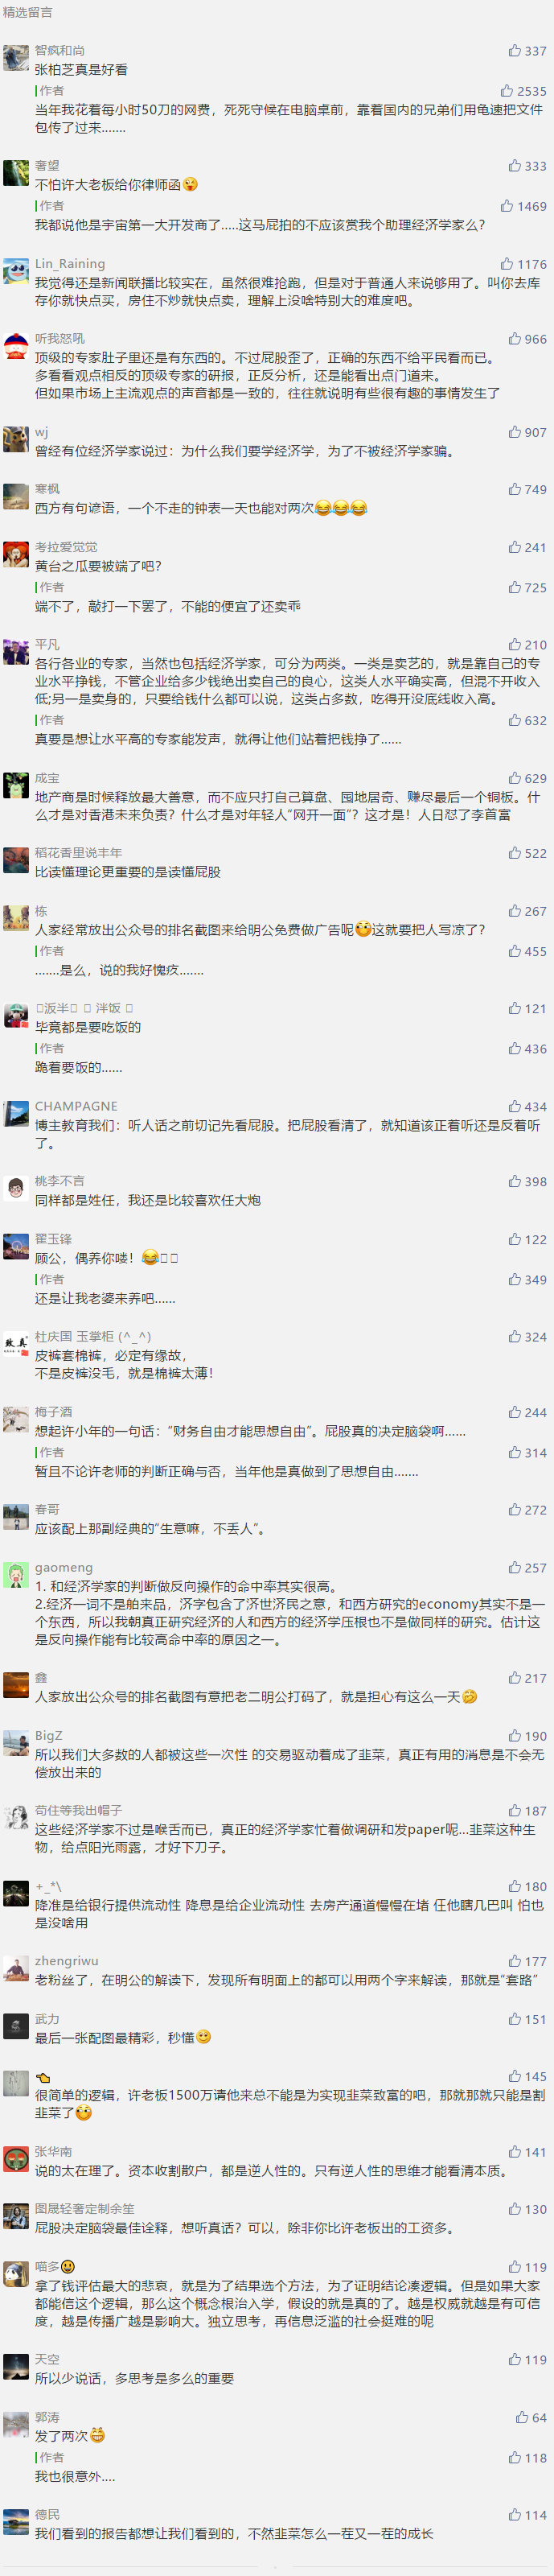 精选留言
智疯和尚 337
张柏芝真是好看
作者 2535
当年我花着每小时50刀的网费，死死守候在电脑桌前，靠着国内的兄弟们用龟速把文件
包传了过来.......
奢望 333
不怕许大老板给你律师函😜
作者 1469
我都说他是宇宙第一大开发商了.....这马屁拍的不应该赏我个助理经济学家么？
Lin_Raining 1176
我觉得还是新闻联播比较实在，虽然很难抢跑，但是对于普通人来说够用了。叫你去库
存你就快点买，房住不炒就快点卖，理解上没啥特别大的难度吧。
听我怒吼 966
顶级的专家肚子里还是有东西的。不过屁股歪了，正确的东西不给平民看而已。
多看看观点相反的顶级专家的研报，正反分析，还是能看出点门道来。
但如果市场上主流观点的声音都是一致的，往往就说明有些很有趣的事情发生了
wj 907
曾经有位经济学家说过：为什么我们要学经济学，为了不被经济学家骗。
寒枫 749
西方有句谚语，一个不走的钟表一天也能对两次😂😂😂
考拉爱觉觉 241
黄台之瓜要被端了吧？
作者 725
端不了，敲打一下罢了，不能的便宜了还卖乖
平凡 210
各行各业的专家，当然也包括经济学家，可分为两类。一类是卖艺的，就是靠自己的专
业水平挣钱，不管企业给多少钱绝出卖自己的良心，这类人水平确实高，但混不开收入
低;另一是卖身的，只要给钱什么都可以说，这类占多数，吃得开没底线收入高。
作者 632
真要是想让水平高的专家能发声，就得让他们站着把钱挣了......
成宝 629
地产商是时候释放最大善意，而不应只打自己算盘、囤地居奇、赚尽最后一个铜板。什
么才是对香港未来负责？什么才是对年轻人“网开一面”？这才是！人日怼了李首富
稻花香里说丰年 522
比读懂理论更重要的是读懂屁股
栋 267
人家经常放出公众号的排名截图来给明公免费做广告呢🤭这就要把人写凉了？
作者 455
.......是么，说的我好愧疚.......
汳半 泮饭 121
毕竟都是要吃饭的
作者 436
跪着要饭的......
CHAMPAGNE 434
博主教育我们：听人话之前切记先看屁股。把屁股看清了，就知道该正着听还是反着听
了。
桃李不言 398
同样都是姓任，我还是比较喜欢任大炮
翟玉锋 122
顾公，偶养你喽！😂
作者 349
还是让我老婆来养吧......
杜庆国 玉掌柜 (^_^) 324
皮裤套棉裤，必定有缘故，
不是皮裤没毛，就是棉裤太薄！
梅子酒 244
想起许小年的一句话：“财务自由才能思想自由”。屁股真的决定脑袋啊......
作者 314
暂且不论许老师的判断正确与否，当年他是真做到了思想自由.......
春哥 272
应该配上那副经典的“生意嘛，不丢人”。
gaomeng 257
1. 和经济学家的判断做反向操作的命中率其实很高。
2.经济一词不是舶来品，济字包含了济世济民之意，和西方研究的economy其实不是一
个东西，所以我朝真正研究经济的人和西方的经济学压根也不是做同样的研究。估计这
是反向操作能有比较高命中率的原因之一。
鑫 217
人家放出公众号的排名截图有意把老二明公打码了，就是担心有这么一天🤔
BigZ 190
所以我们大多数的人都被这些一次性 的交易驱动着成了韭菜，真正有用的消息是不会无
偿放出来的
苟住等我出帽子 187
这些经济学家不过是喉舌而已，真正的经济学家忙着做调研和发paper呢...韭菜这种生
物，给点阳光雨露，才好下刀子。
+_*\ 180
降准是给银行提供流动性 降息是给企业流动性 去房产通道慢慢在堵 任他瞎几巴叫 怕也
是没啥用
zhengriwu 177
老粉丝了，在明公的解读下，发现所有明面上的都可以用两个字来解读，那就是“套路”
武力 151
最后一张配图最精彩，秒懂😊
👈 145
很简单的逻辑，许老板1500万请他来总不能是为实现韭菜致富的吧，那就那就只能是割
韭菜了🤭
张华南 141
说的太在理了。资本收割散户，都是逆人性的。只有逆人性的思维才能看清本质。
图晟轻奢定制余笙 130
屁股决定脑袋最佳诠释，想听真话？可以，除非你比许老板出的工资多。
喵多😃 119
拿了钱评估最大的悲哀，就是为了结果选个方法，为了证明结论凑逻辑。但是如果大家
都能信这个逻辑，那么这个概念根治入学，假设的就是真的了。越是权威就越是有可信
度，越是传播广越是影响大。独立思考，再信息泛滥的社会挺难的呢
天空 119
所以少说话，多思考是多么的重要
郭涛 64
发了两次😁
作者 118
我也很意外....
德民 114
我们看到的报告都想让我们看到的，不然韭菜怎么一茬又一茬的成长